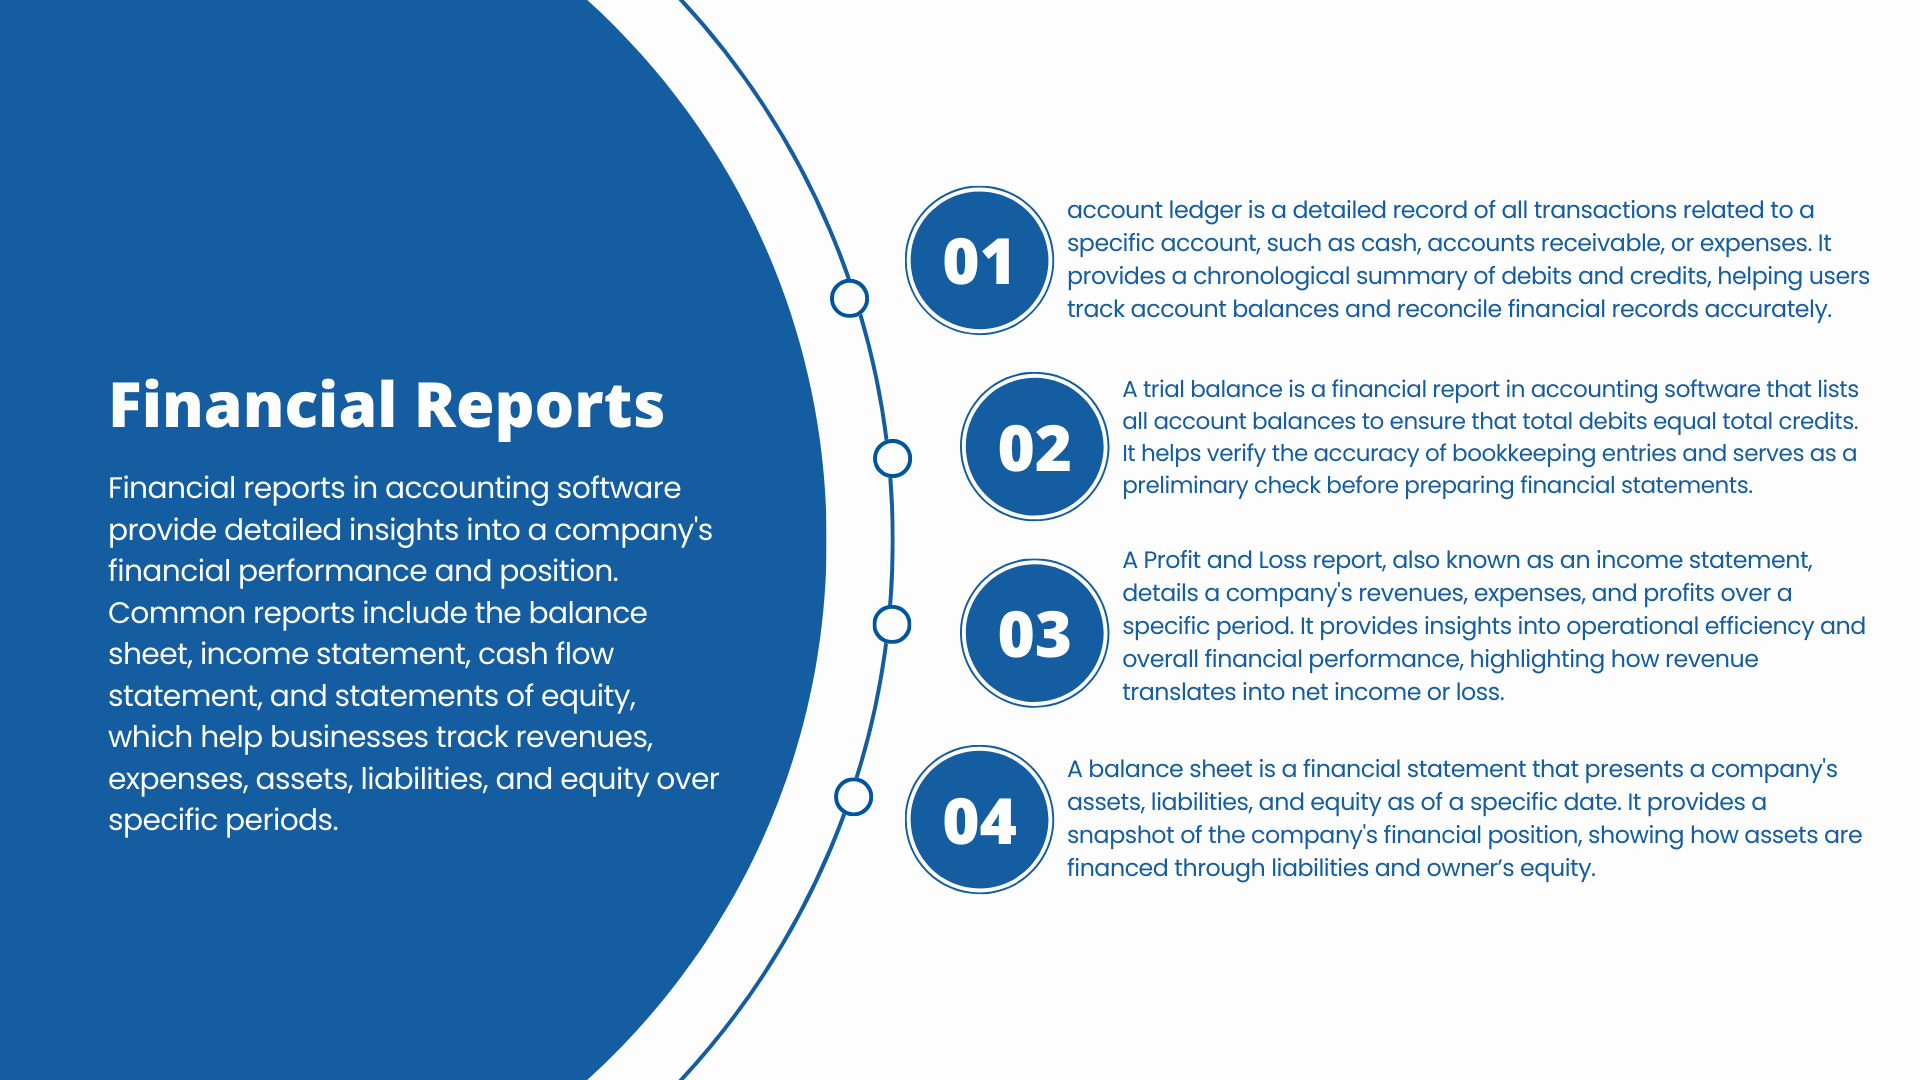 Financial Reports
Financial reports in accounting software
provide detailed insights into a company's
financial performance and position.
Common reports include the balance
sheet, income statement, cash flow
statement, and statements of equity,
which help businesses track revenues,
expenses, assets, liabilities, and equity over
specific periods.
01
account ledger is a detailed record of all transactions related to a
specific account, such as cash, accounts receivable, or expenses. It
provides a chronological summary of debits and credits, helping users
track account balances and reconcile financial records accurately.
02
A trial balance is a financial report in accounting software that lists
all account balances to ensure that total debits equal total credits.
It helps verify the accuracy of bookkeeping entries and serves as a
preliminary check before preparing financial statements.
03
A Profit and Loss report, also known as an income statement,
details a company's revenues, expenses, and profits over a
specific period. It provides insights into operational efficiency and
overall financial performance, highlighting how revenue
translates into net income or loss.
04
A balance sheet is a financial statement that presents a company's
assets, liabilities, and equity as of a specific date. It provides a
snapshot of the company's financial position, showing how assets are
financed through liabilities and owner’s equity.